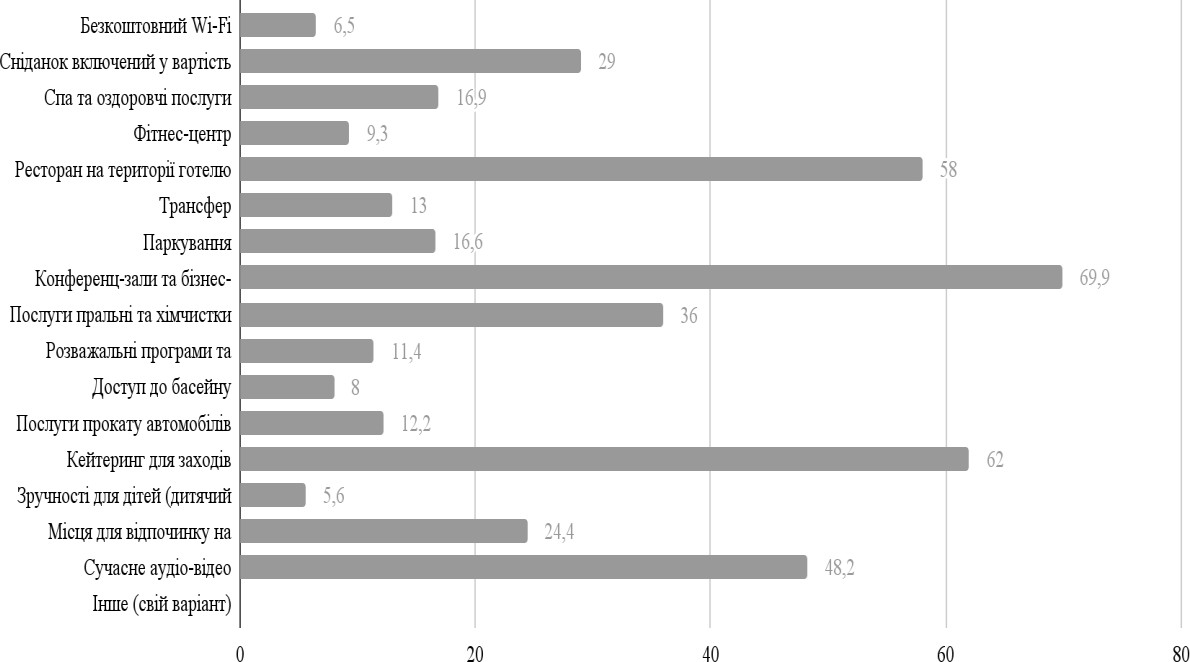 Безкоштовний Wi-Fi 6,5
Сніданок включений у вартість 29
Спа та оздоровчі послуги 16,9
Фітнес-центр 9,3
Ресторан на території готелю 58
Трансфер 13
Паркування 16,6
Конференц-зали та бізнес- 69,9
Послуги пральні та хімчистки 36
Розважальні програми та 11,4
Доступ до басейну 8
Послуги прокату автомобілів 12,2
Кейтеринг для заходів 62
Зручності для дітей (дитячий 5,6
Місця для відпочинку на 24,4
Сучасне аудіо-відео 48,2
Інше (свій варіант)
0 20 40 60 80